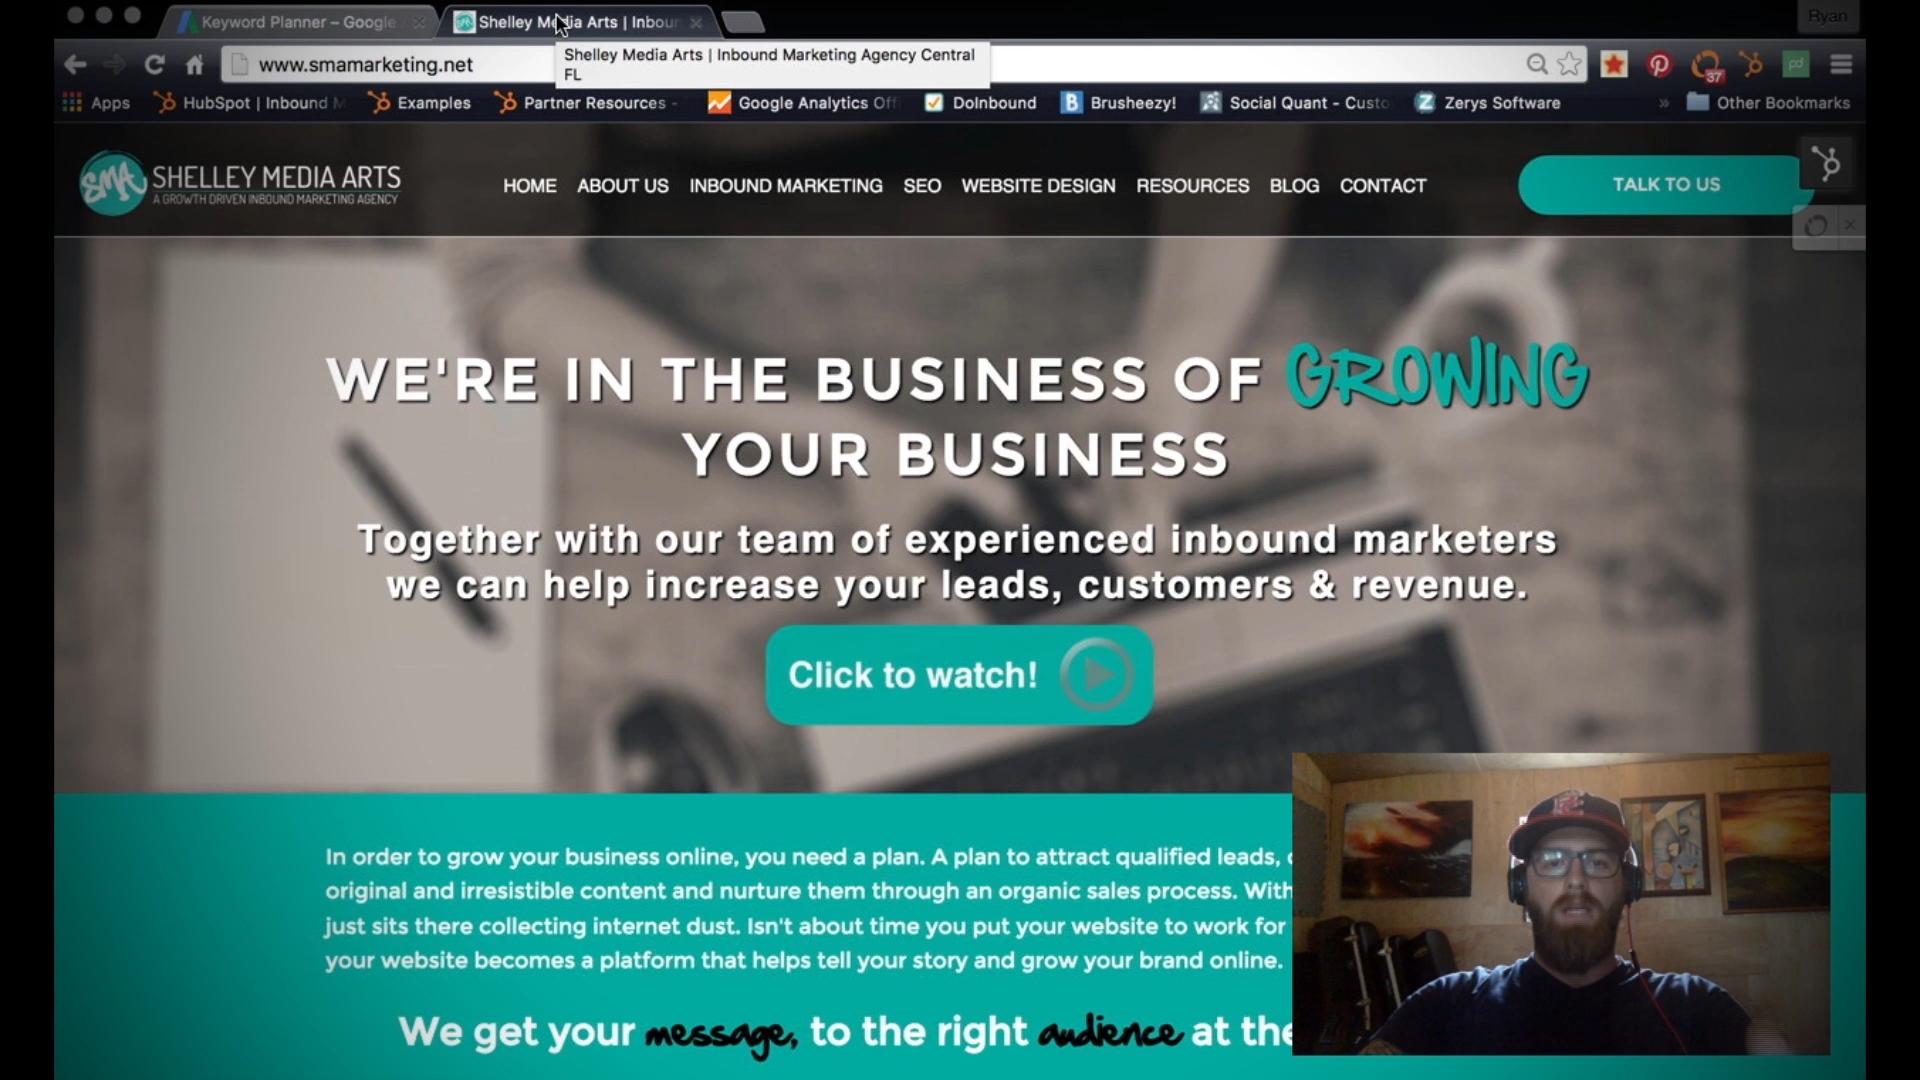 Keyword Planner – Google
Shelley Media Arts | Inboun
Ryan
www.smamarketing.net
Shelley Media Arts | Inbound Marketing Agency Central
FL
37
pd
Apps
HubSpot | Inbound M
Examples
Partner Resources -
Google Analytics Off
DoInbound
Brusheezy!
Social Quant - Custo
Zerys Software
»
Other Bookmarks
SMA SHELLEY MEDIA ARTS
A GROWTH DRIVEN INBOUND MARKETING AGENCY
HOME ABOUT US INBOUND MARKETING SEO WEBSITE DESIGN RESOURCES BLOG CONTACT
TALK TO US
WE'RE IN THE BUSINESS OF GROWING
YOUR BUSINESS
Together with our team of experienced inbound marketers
we can help increase your leads, customers & revenue.
Click to watch!
In order to grow your business online, you need a plan. A plan to attract qualified leads,
original and irresistible content and nurture them through an organic sales process. With
just sits there collecting internet dust. Isn't about time you put your website to work for
your website becomes a platform that helps tell your story and grow your brand online.
We get your message, to the right audience at the